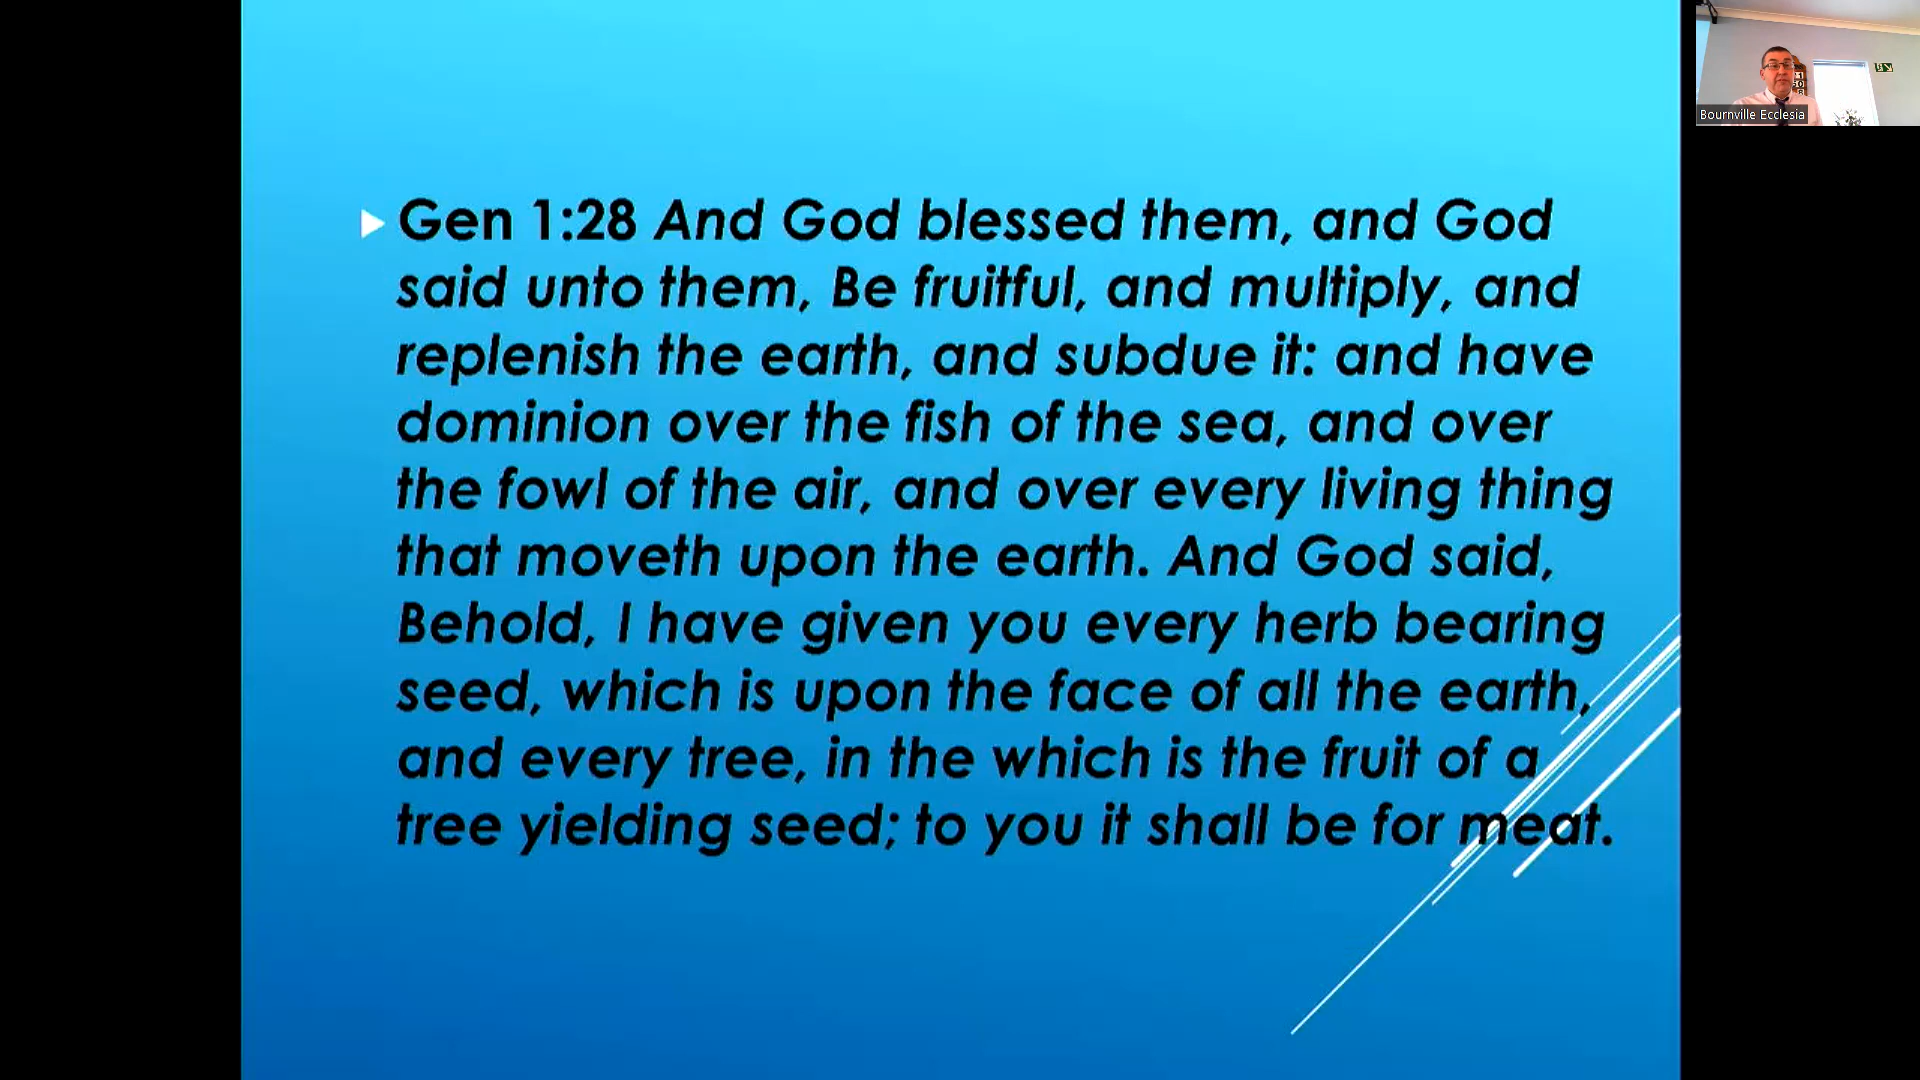 Gen 1:28 And God blessed them, and God
said unto them, Be fruitful, and multiply, and
replenish the earth, and subdue it: and have
dominion over the fish of the sea, and over
the fowl of the air, and over every living thing
that moveth upon the earth. And God said,
Behold, I have given you every herb bearing
seed, which is upon the face of all the earth,
and every tree, in the which is the fruit of a
tree yielding seed; to you it shall be for meat.
Bournville Ecclesia